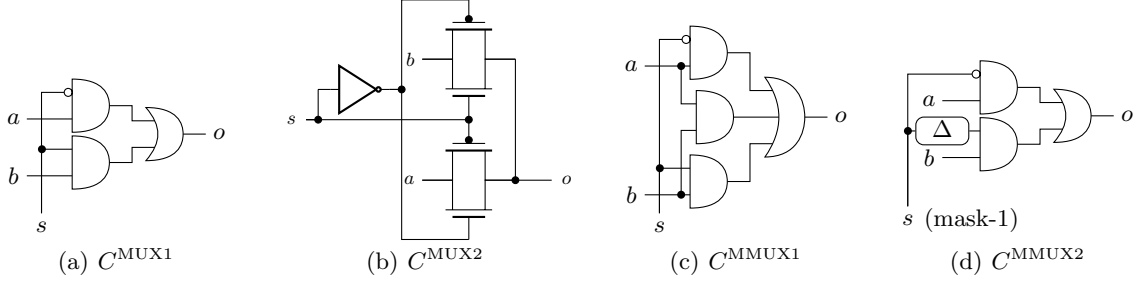 a
b
s
o
(a) C^MUX1
b
s
a
o
(b) C^MUX2
a
b
s
o
(c) C^MMUX1
a
Δ
b
s (mask-1)
o
(d) C^MMUX2